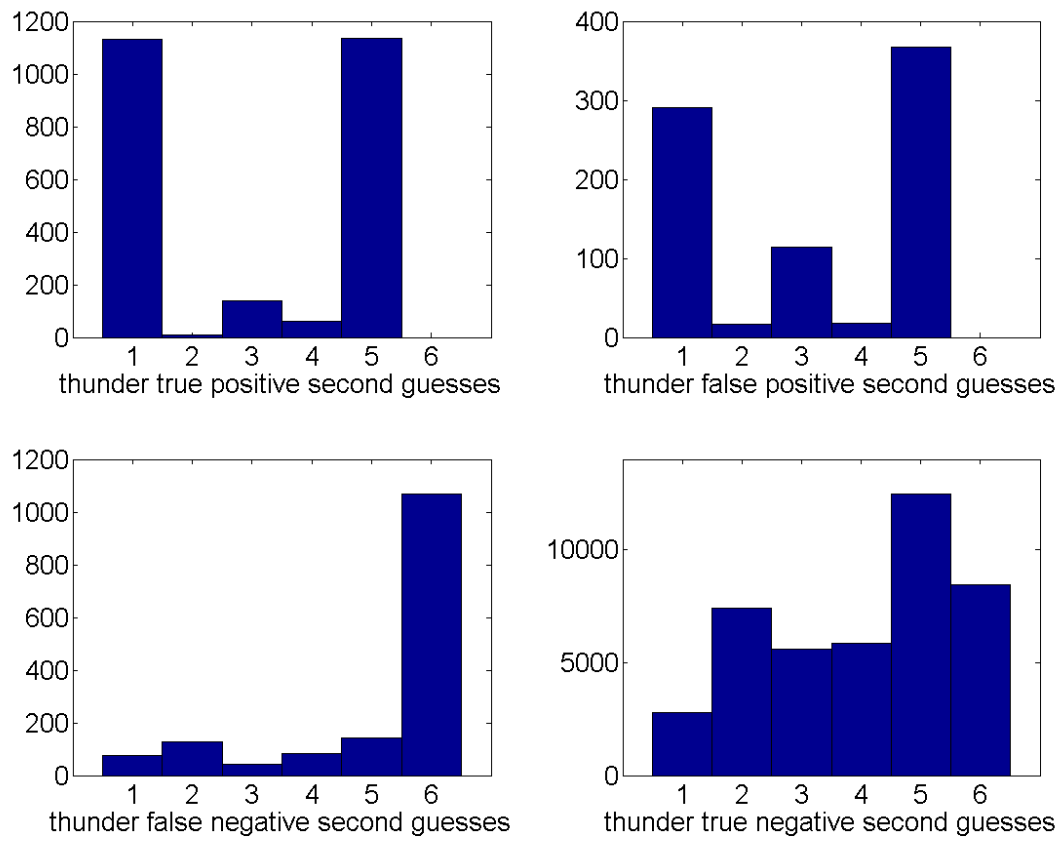 1200
1000
800
600
400
200
0
1 2 3 4 5 6
thunder true positive second guesses
400
300
200
100
0
1 2 3 4 5 6
thunder false positive second guesses
1200
1000
800
600
400
200
0
1 2 3 4 5 6
thunder false negative second guesses
10000
5000
0
1 2 3 4 5 6
thunder true negative second guesses